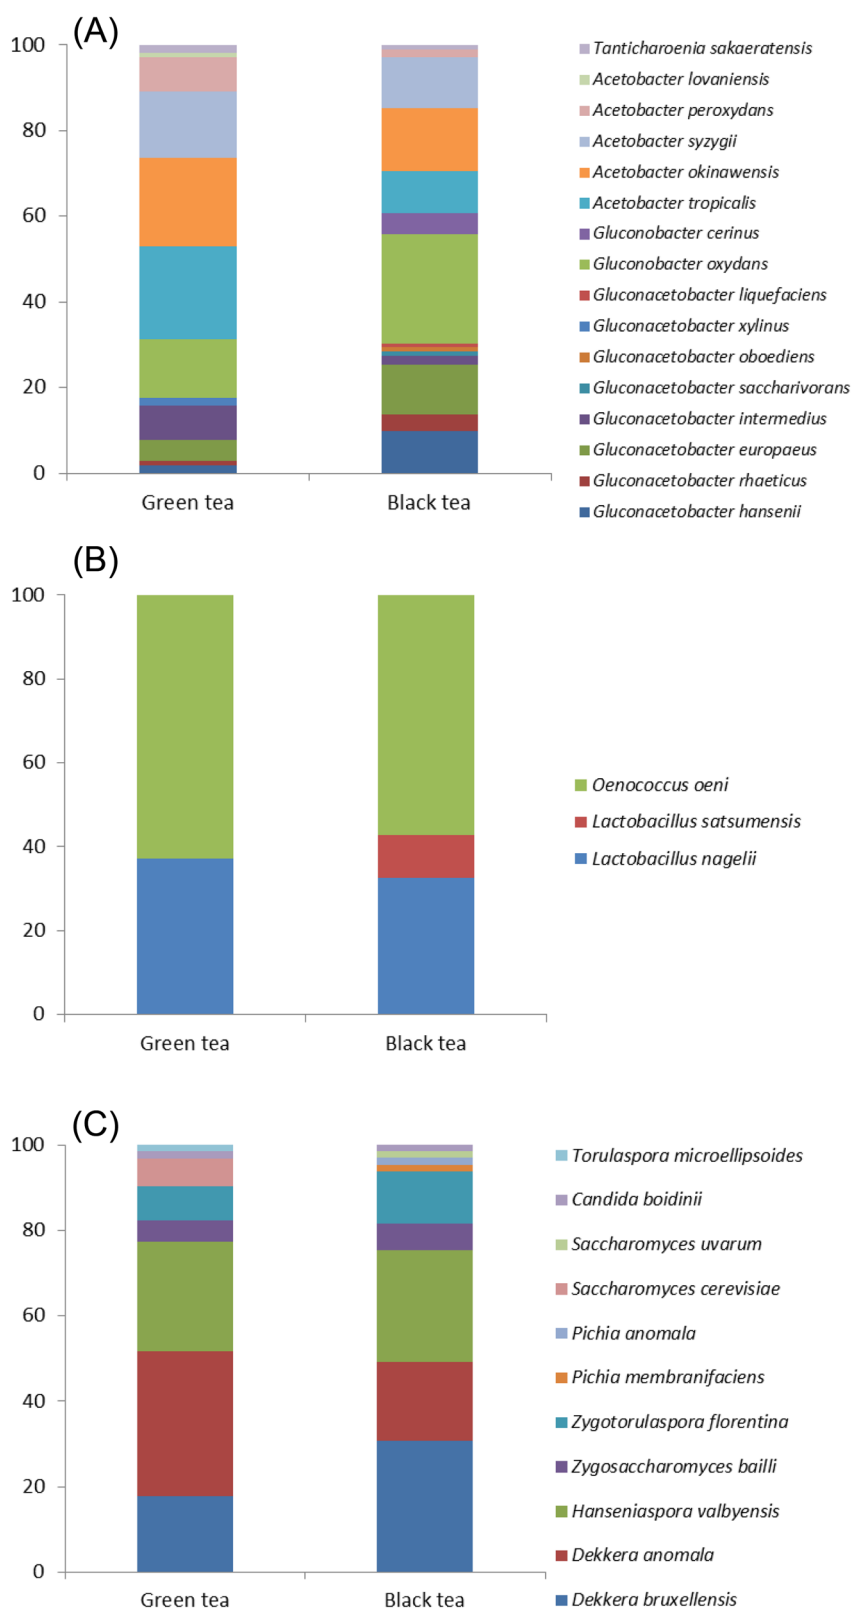 (A)
100
80
60
40
20
0
Green tea
Black tea
Tanticharoenia sakaeratensis
Acetobacter lovaniensis
Acetobacter peroxydans
Acetobacter syzygii
Acetobacter okinawensis
Acetobacter tropicalis
Gluconobacter cerinus
Gluconobacter oxydans
Gluconacetobacter liquefaciens
Gluconacetobacter xylinus
Gluconacetobacter oboediens
Gluconacetobacter saccharivorans
Gluconacetobacter intermedius
Gluconacetobacter europaeus
Gluconacetobacter rhaeticus
Gluconacetobacter hansenii
(B)
100
80
60
40
20
0
Green tea
Black tea
Oenococcus oeni
Lactobacillus satsumensis
Lactobacillus nagelii
(C)
100
80
60
40
20
0
Green tea
Black tea
Torulaspora microellipsoides
Candida boidinii
Saccharomyces uvarum
Saccharomyces cerevisiae
Pichia anomala
Pichia membranifaciens
Zygotorulaspora florentina
Zygosaccharomyces bailli
Hanseniaspora valbyensis
Dekkera anomala
Dekkera bruxellensis